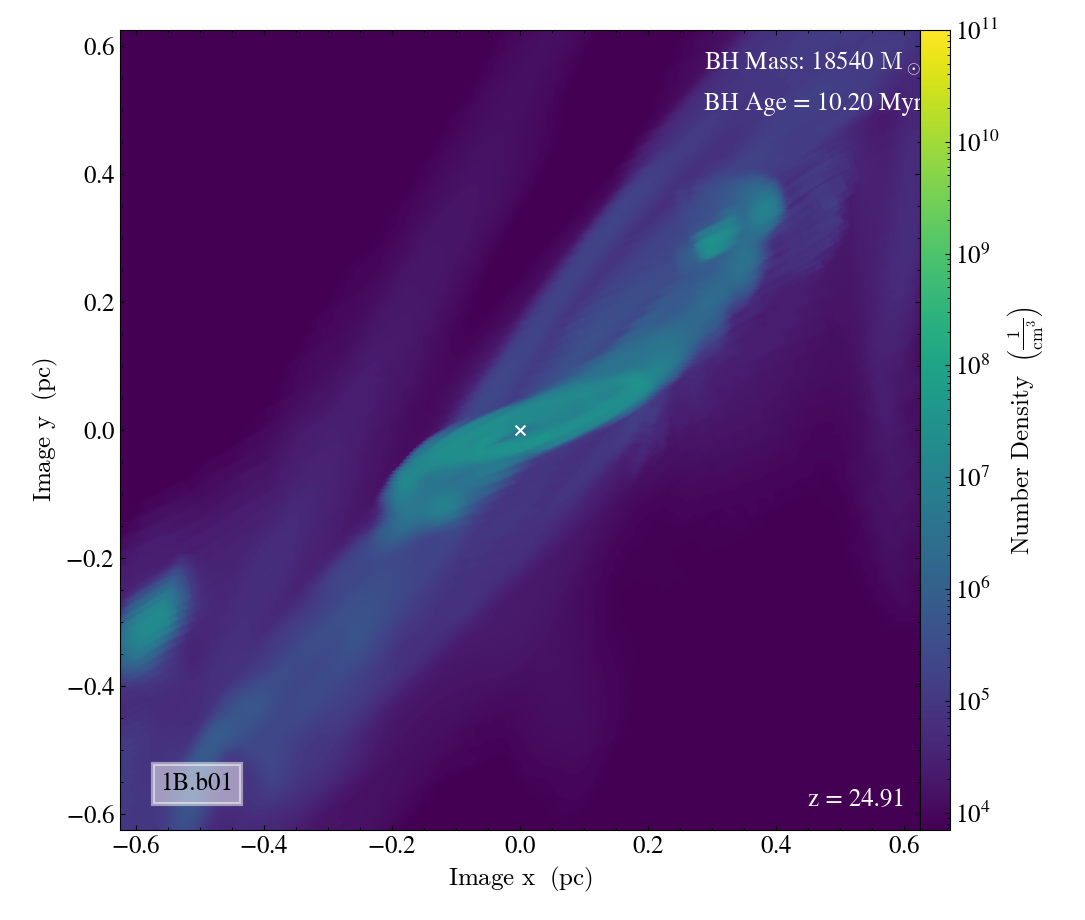 BH Mass: 18540 M☉
BH Age = 10.20 Myr
1B.b01
z = 24.91
0.6
0.4
0.2
0.0
−0.2
−0.4
−0.6
Image y (pc)
−0.6 −0.4 −0.2 0.0 0.2 0.4 0.6
Image x (pc)
10¹¹
10¹⁰
10⁹
10⁸
10⁷
10⁶
10⁵
10⁴
Number Density (1/cm³)